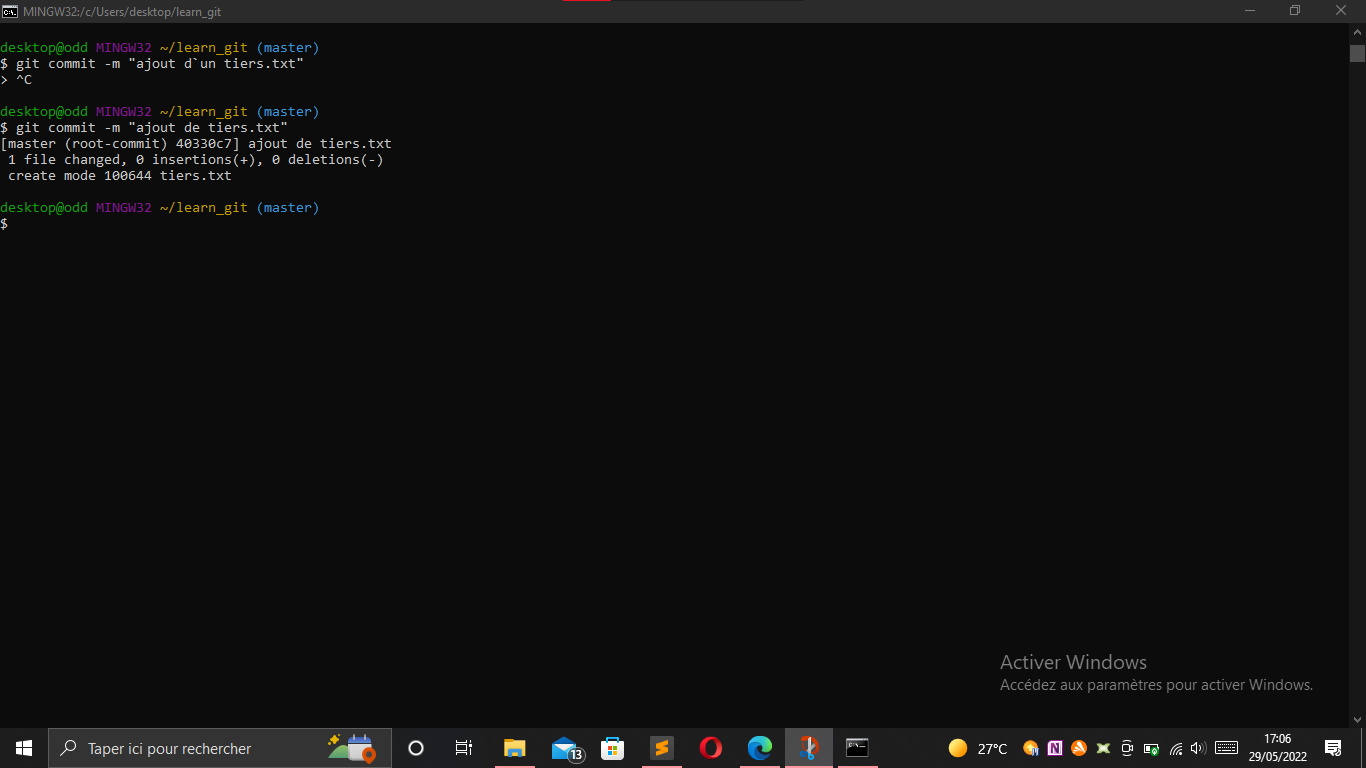 MINGW32:/c/Users/desktop/learn_git
desktop@odd MINGW32 ~/learn_git (master)
$ git commit -m "ajout d`un tiers.txt"
> ^C
desktop@odd MINGW32 ~/learn_git (master)
$ git commit -m "ajout de tiers.txt"
[master (root-commit) 40330c7] ajout de tiers.txt
1 file changed, 0 insertions(+), 0 deletions(-)
create mode 100644 tiers.txt
desktop@odd MINGW32 ~/learn_git (master)
$
Activer Windows
Accédez aux paramètres pour activer Windows.
Taper ici pour rechercher
13
27°C
17:06
29/05/2022